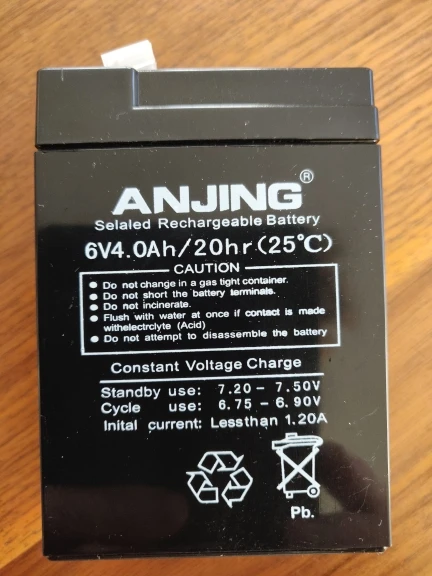 ANJING®
Selaled Rechargeable Battery
6V4.0Ah/20hr(25℃)
CAUTION
● Do not change in a gas tight container.
● Do not short the battery terminals.
● Do not incinerate.
● Flush with water at once if contact is made
withelectrclyte (Acid)
● Do not attempt to disassemble the battery
Constant Voltage Charge
Standby use: 7.20 - 7.50V
Cycle use: 6.75 - 6.90V
Inital current: Lessthan 1.20A
Pb.